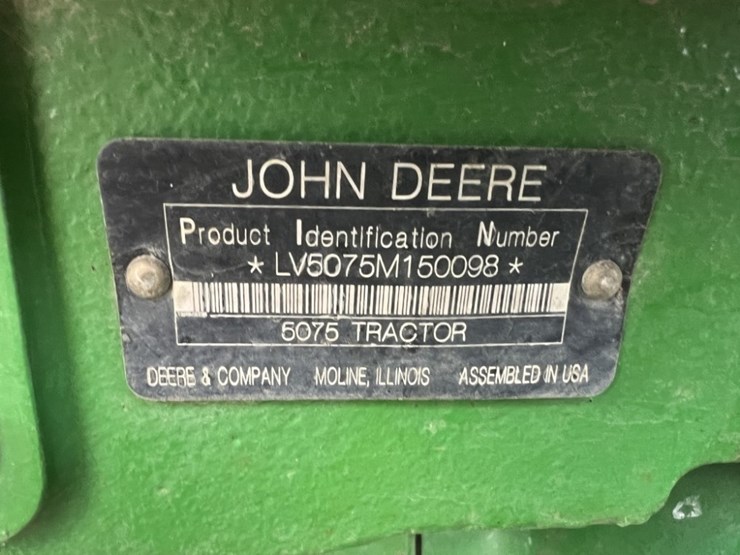 JOHN DEERE
Product Identification Number
* LV5075M150098 *
5075 TRACTOR
DEERE & COMPANY MOLINE, ILLINOIS ASSEMBLED IN USA